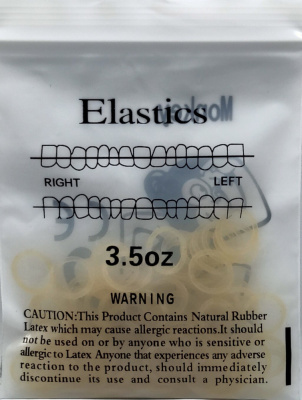 Elastics
Monkey
RIGHT
LEFT
3.5oz
WARNING
CAUTION:This Product Contains Natural Rubber
Latex which may cause allergic reactions.It should
not be used on or by anyone who is sensitive or
allergic to Latex Anyone that experiences any adverse
reaction to the product, should immediately
discontinue its use and consult a physician.